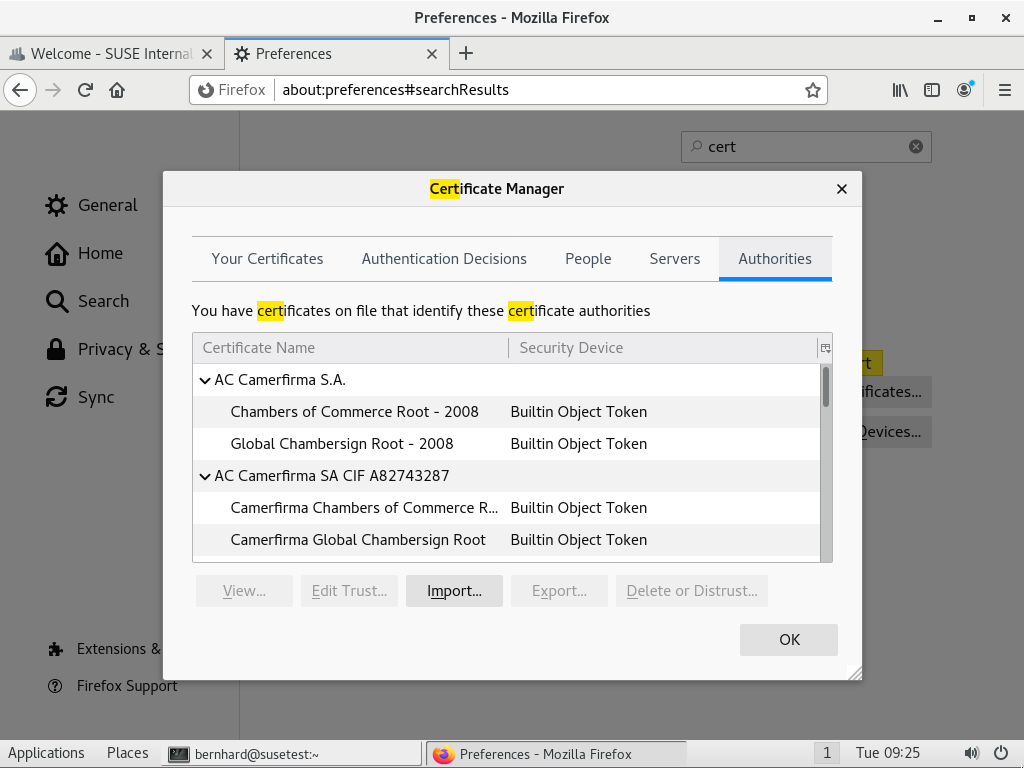 Preferences - Mozilla Firefox
Welcome - SUSE Internal
Preferences
Firefox
about:preferences#searchResults
cert
General
Home
Search
Privacy & S
Sync
Extensions &
Firefox Support
Certificate Manager
Your Certificates
Authentication Decisions
People
Servers
Authorities
You have certificates on file that identify these certificate authorities
Certificate Name
Security Device
AC Camerfirma S.A.
Chambers of Commerce Root - 2008
Builtin Object Token
Global Chambersign Root - 2008
Builtin Object Token
AC Camerfirma SA CIF A82743287
Camerfirma Chambers of Commerce R...
Builtin Object Token
Camerfirma Global Chambersign Root
Builtin Object Token
View...
Edit Trust...
Import...
Export...
Delete or Distrust...
OK
rt
ificates...
Devices...
Applications
Places
bernhard@susetest:~
Preferences - Mozilla Firefox
1
Tue 09:25